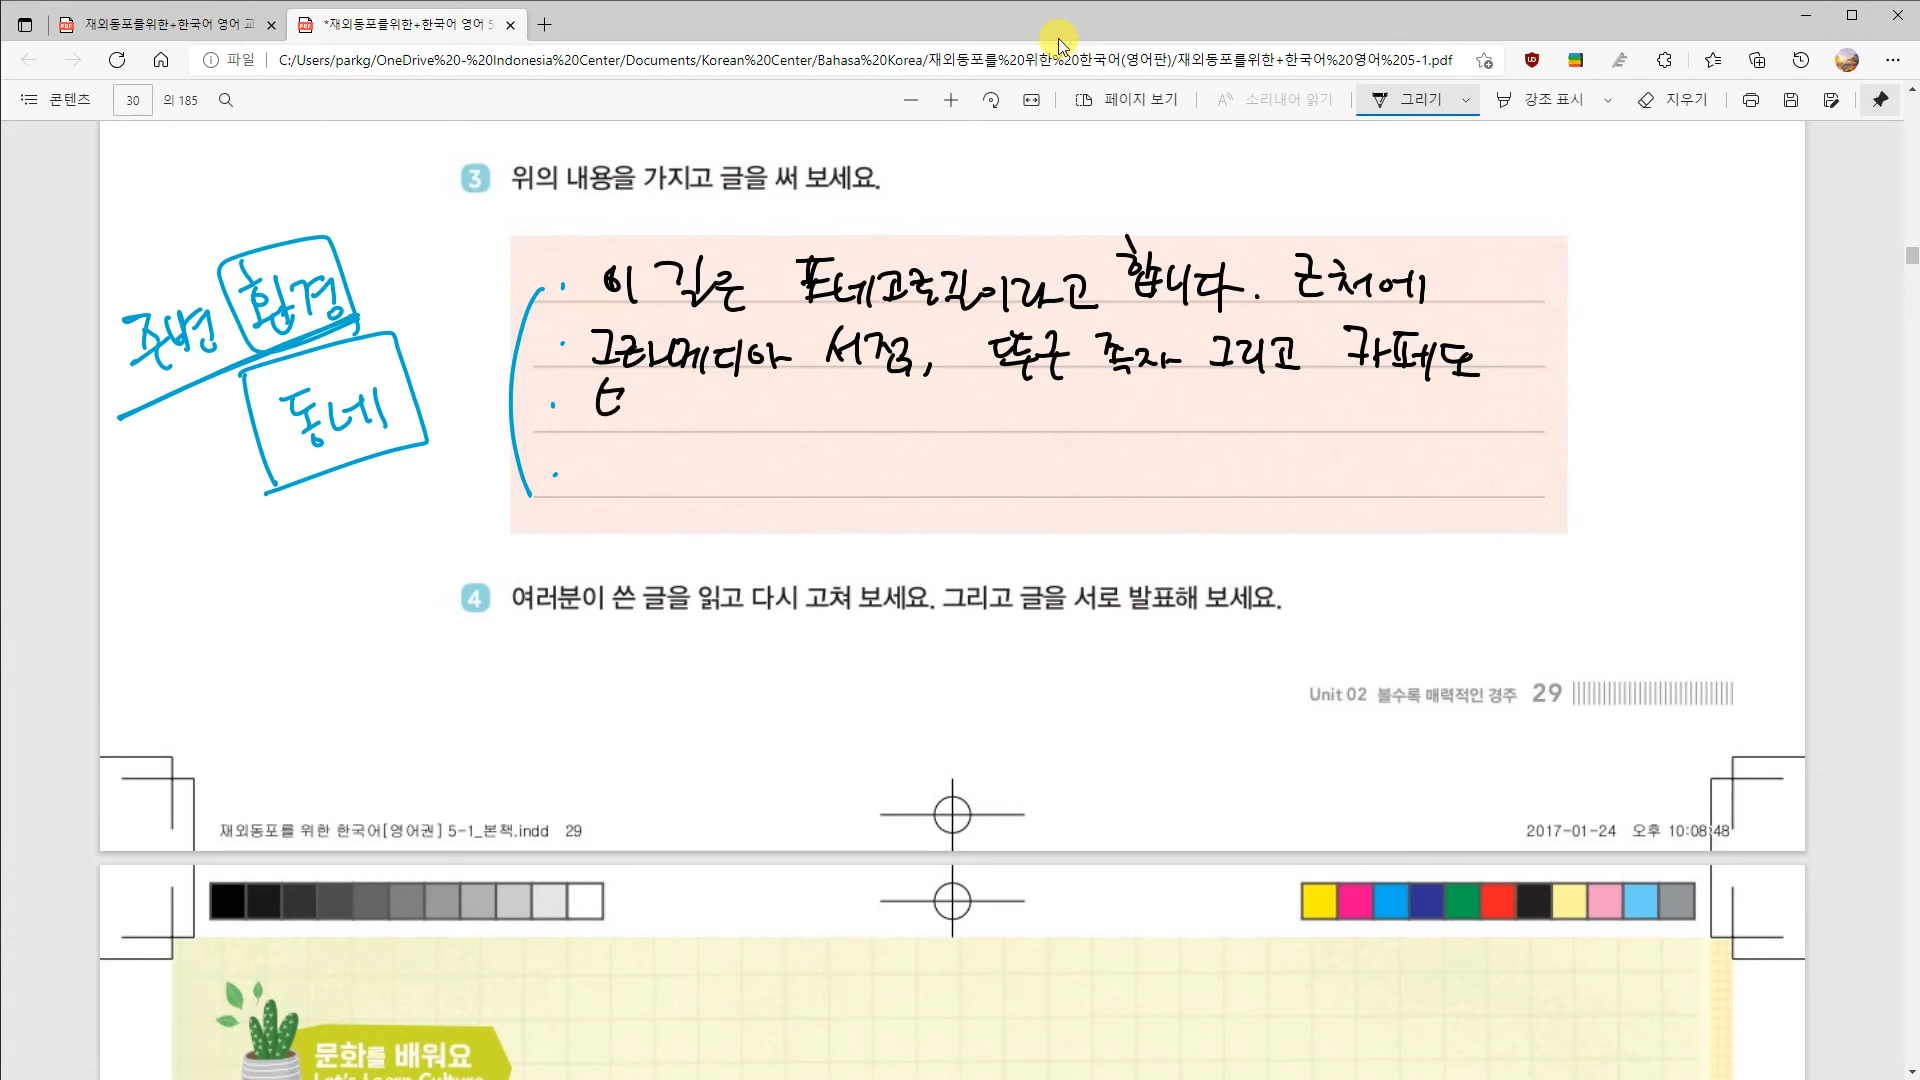 재외동포를위한+한국어 영어 교
*재외동포를위한+한국어 영어 5
파일
C:/Users/parkg/OneDrive%20-%20Indonesia%20Center/Documents/Korean%20Center/Bahasa%20Korea/재외동포를%20위한%20한국어(영어판)/재외동포를위한+한국어%20영어%205-1.pdf
콘텐츠 30 의 185 페이지 보기 소리내어 읽기 그리기 강조 표시 지우기
3 위의 내용을 가지고 글을 써 보세요.
이 길은 포네고로길이라고 합니다. 근처에
그라메디아 서점, 뚜구 족자 그리고 카페도
주변 환경
동네
4 여러분이 쓴 글을 읽고 다시 고쳐 보세요. 그리고 글을 서로 발표해 보세요.
Unit 02 볼수록 매력적인 경주 29
재외동포를 위한 한국어[영어권] 5-1_본책.indd 29
2017-01-24 오후 10:08:48
문화를 배워요
Let's Learn Culture